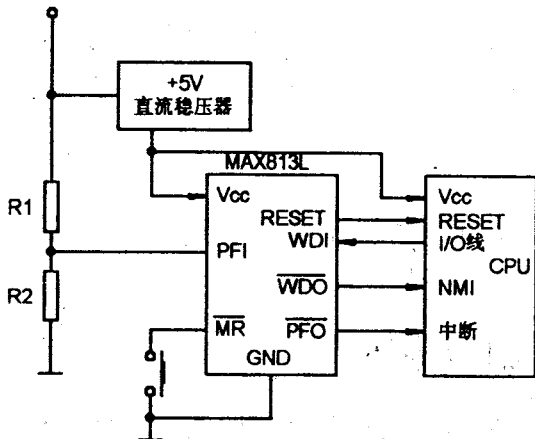 +5V
直流稳压器
MAX813L
R1
R2
Vcc
RESET
WDI
PFI
WDO
MR
PFO
GND
Vcc
RESET
I/O线
CPU
NMI
中断